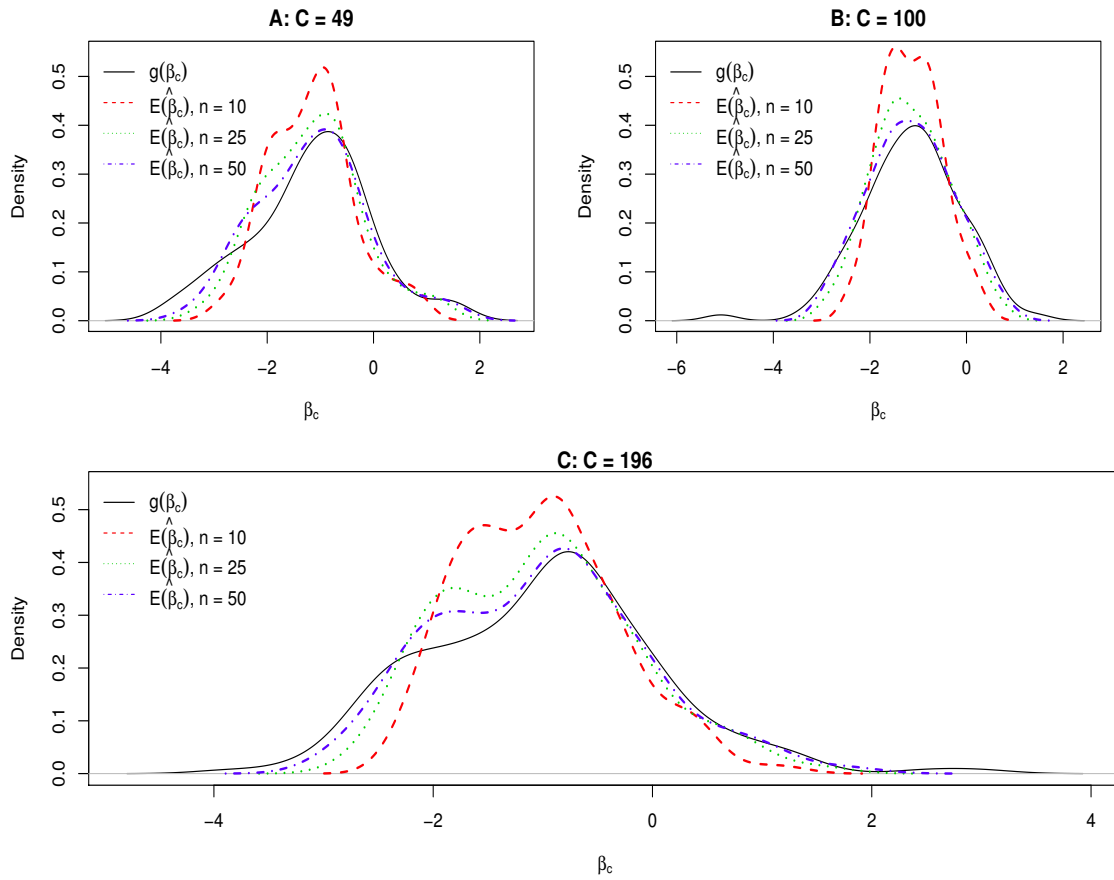 A: C = 49
Density
0.0 0.1 0.2 0.3 0.4 0.5
g(βc)
E(β̂c), n = 10
E(β̂c), n = 25
E(β̂c), n = 50
−4 −2 0 2
βc
B: C = 100
Density
0.0 0.1 0.2 0.3 0.4 0.5
g(βc)
E(β̂c), n = 10
E(β̂c), n = 25
E(β̂c), n = 50
−6 −4 −2 0 2
βc
C: C = 196
Density
0.0 0.1 0.2 0.3 0.4 0.5
g(βc)
E(β̂c), n = 10
E(β̂c), n = 25
E(β̂c), n = 50
−4 −2 0 2 4
βc